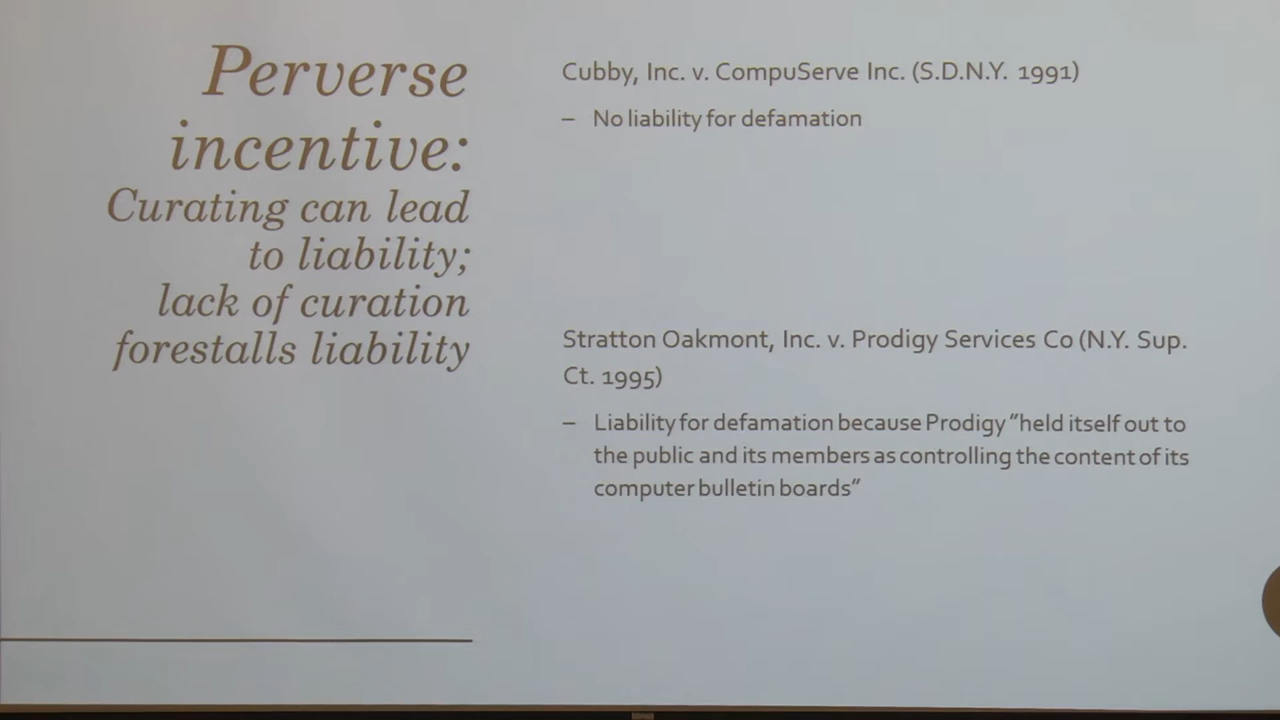 Perverse
incentive:
Curating can lead
to liability;
lack of curation
forestalls liability
Cubby, Inc. v. CompuServe Inc. (S.D.N.Y. 1991)
– No liability for defamation
Stratton Oakmont, Inc. v. Prodigy Services Co (N.Y. Sup.
Ct. 1995)
– Liability for defamation because Prodigy "held itself out to
the public and its members as controlling the content of its
computer bulletin boards"